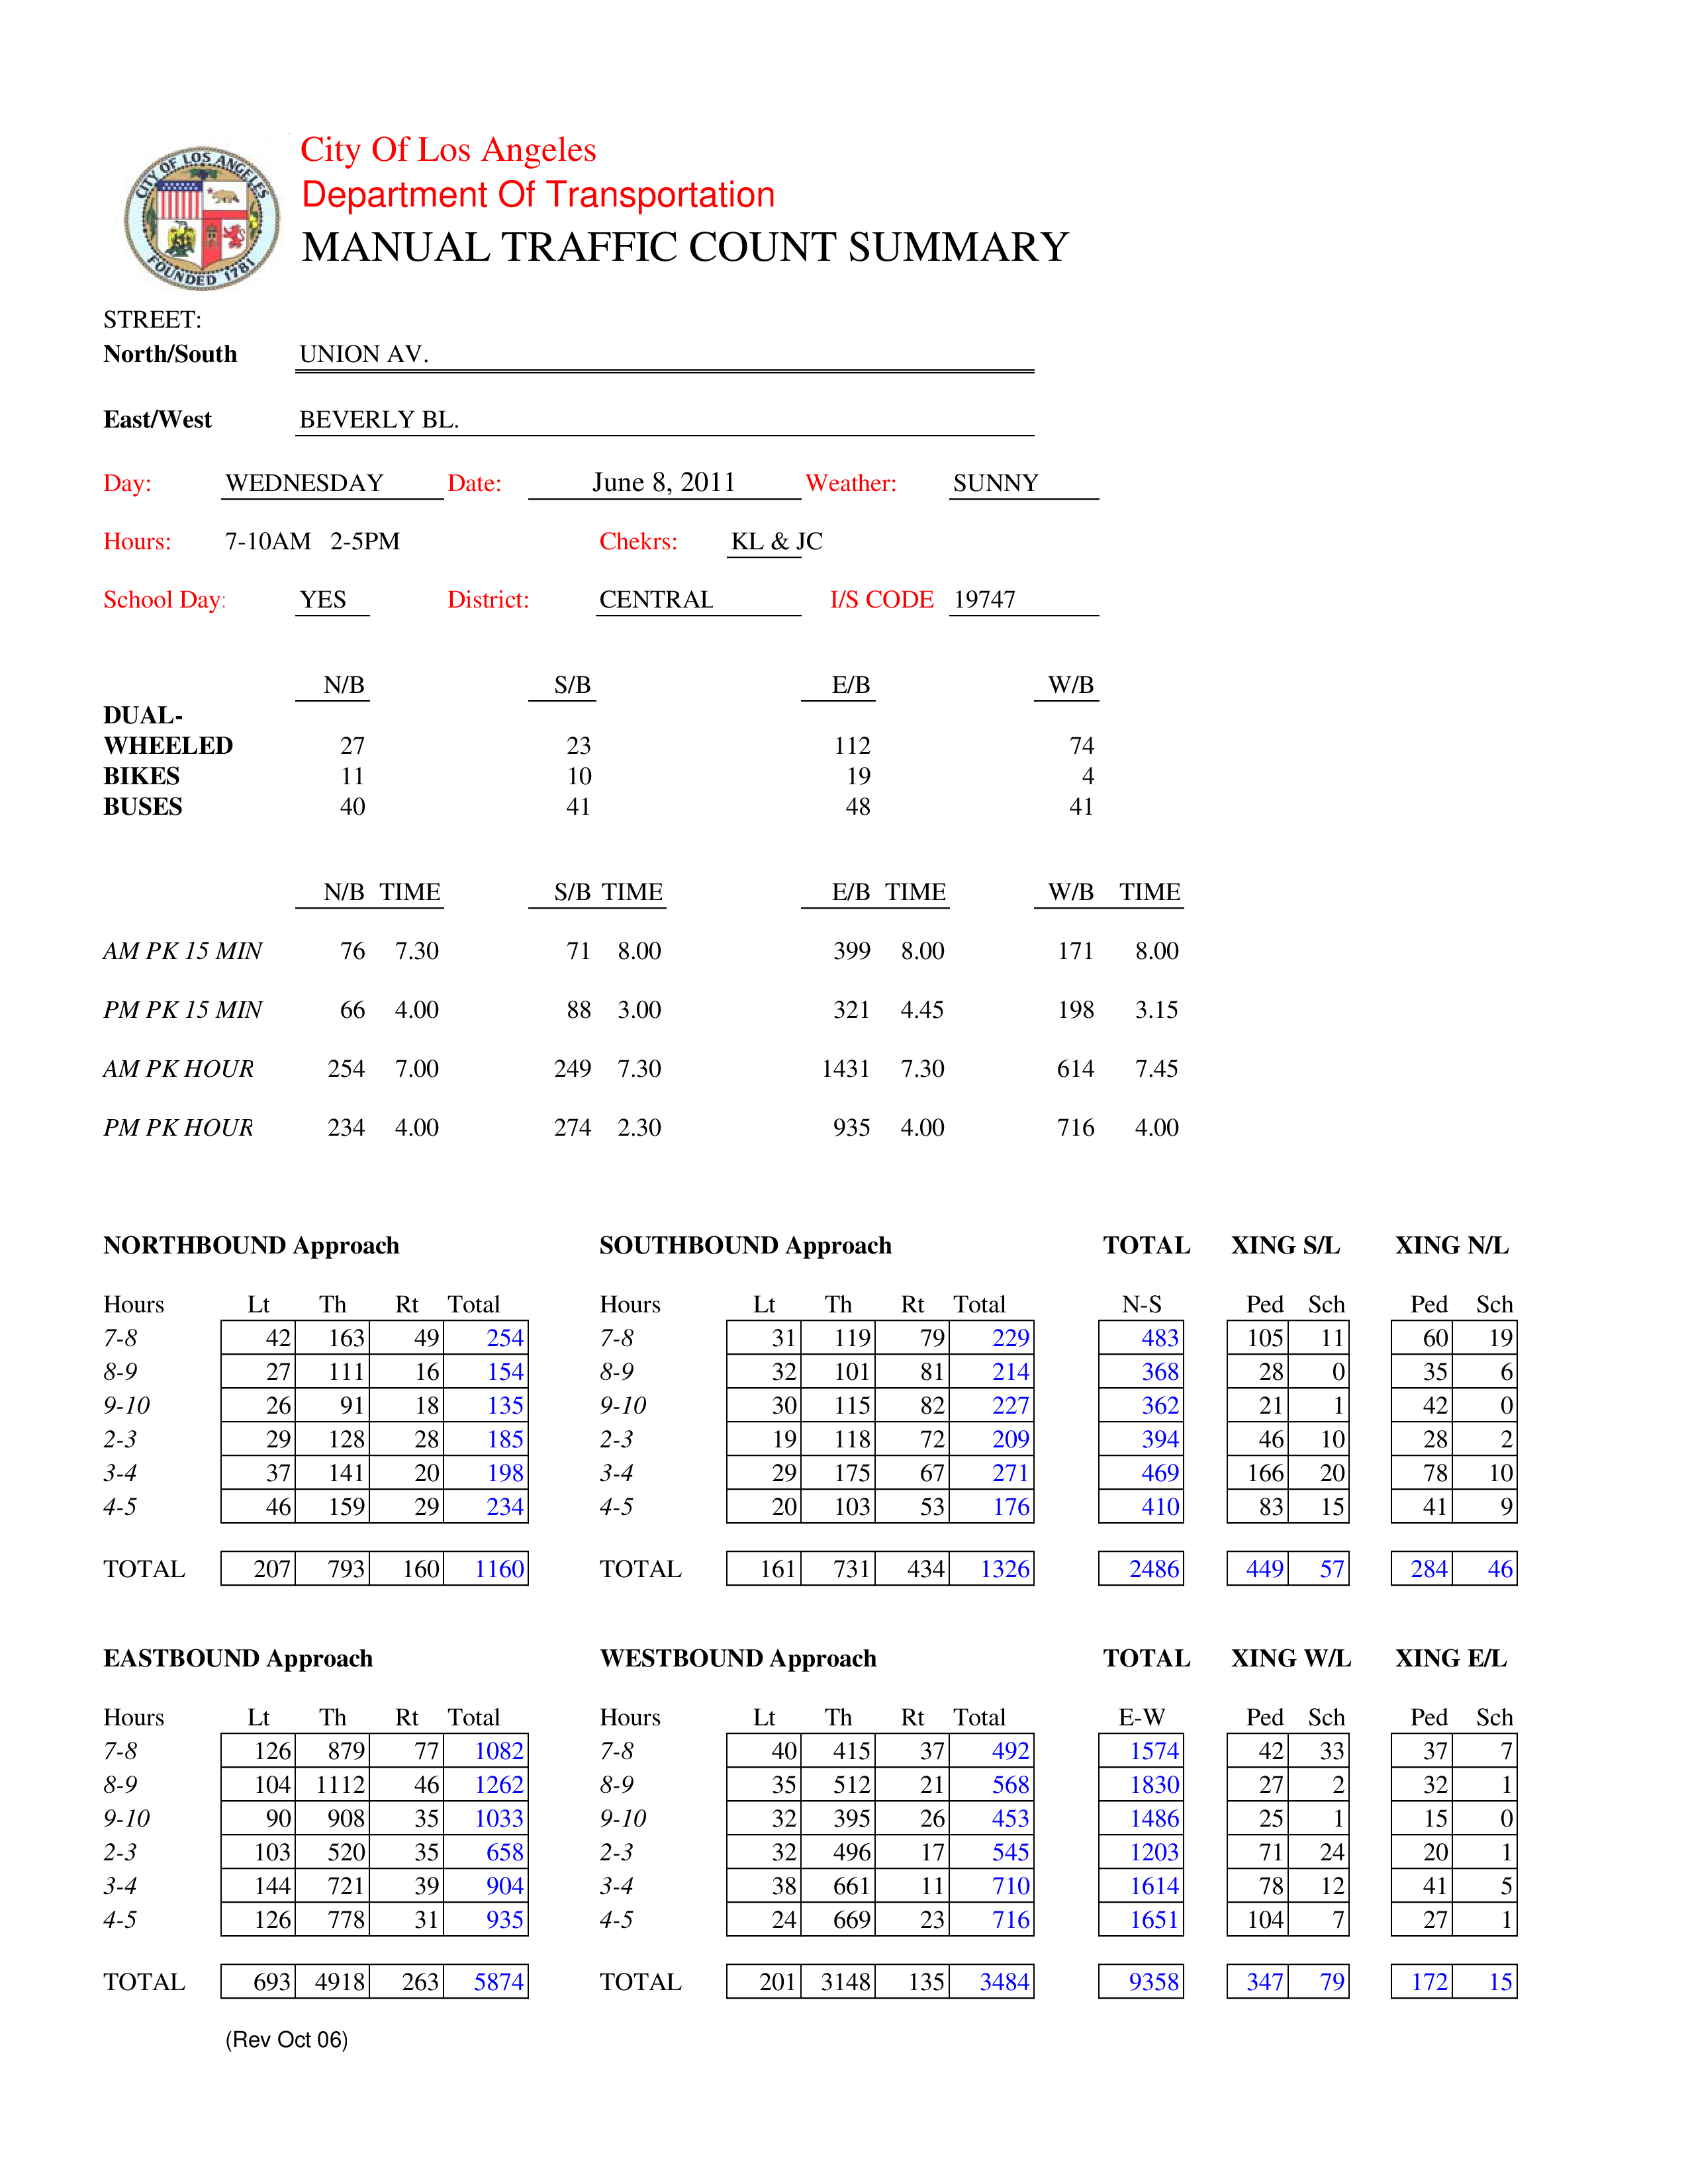 CITY OF LOS ANGELES
FOUNDED 1781
City Of Los Angeles
Department Of Transportation
MANUAL TRAFFIC COUNT SUMMARY
STREET:
North/South UNION AV.
East/West BEVERLY BL.
Day: WEDNESDAY Date: June 8, 2011 Weather: SUNNY
Hours: 7-10AM 2-5PM Chekrs: KL & JC
School Day: YES District: CENTRAL I/S CODE 19747
N/B S/B E/B W/B
DUAL-
WHEELED 27 23 112 74
BIKES 11 10 19 4
BUSES 40 41 48 41
N/B TIME S/B TIME E/B TIME W/B TIME
AM PK 15 MIN 76 7.30 71 8.00 399 8.00 171 8.00
PM PK 15 MIN 66 4.00 88 3.00 321 4.45 198 3.15
AM PK HOUR 254 7.00 249 7.30 1431 7.30 614 7.45
PM PK HOUR 234 4.00 274 2.30 935 4.00 716 4.00
NORTHBOUND Approach SOUTHBOUND Approach TOTAL XING S/L XING N/L
Hours Lt Th Rt Total Hours Lt Th Rt Total N-S Ped Sch Ped Sch
7-8 42 163 49 254 7-8 31 119 79 229 483 105 11 60 19
8-9 27 111 16 154 8-9 32 101 81 214 368 28 0 35 6
9-10 26 91 18 135 9-10 30 115 82 227 362 21 1 42 0
2-3 29 128 28 185 2-3 19 118 72 209 394 46 10 28 2
3-4 37 141 20 198 3-4 29 175 67 271 469 166 20 78 10
4-5 46 159 29 234 4-5 20 103 53 176 410 83 15 41 9
TOTAL 207 793 160 1160 TOTAL 161 731 434 1326 2486 449 57 284 46
EASTBOUND Approach WESTBOUND Approach TOTAL XING W/L XING E/L
Hours Lt Th Rt Total Hours Lt Th Rt Total E-W Ped Sch Ped Sch
7-8 126 879 77 1082 7-8 40 415 37 492 1574 42 33 37 7
8-9 104 1112 46 1262 8-9 35 512 21 568 1830 27 2 32 1
9-10 90 908 35 1033 9-10 32 395 26 453 1486 25 1 15 0
2-3 103 520 35 658 2-3 32 496 17 545 1203 71 24 20 1
3-4 144 721 39 904 3-4 38 661 11 710 1614 78 12 41 5
4-5 126 778 31 935 4-5 24 669 23 716 1651 104 7 27 1
TOTAL 693 4918 263 5874 TOTAL 201 3148 135 3484 9358 347 79 172 15
(Rev Oct 06)